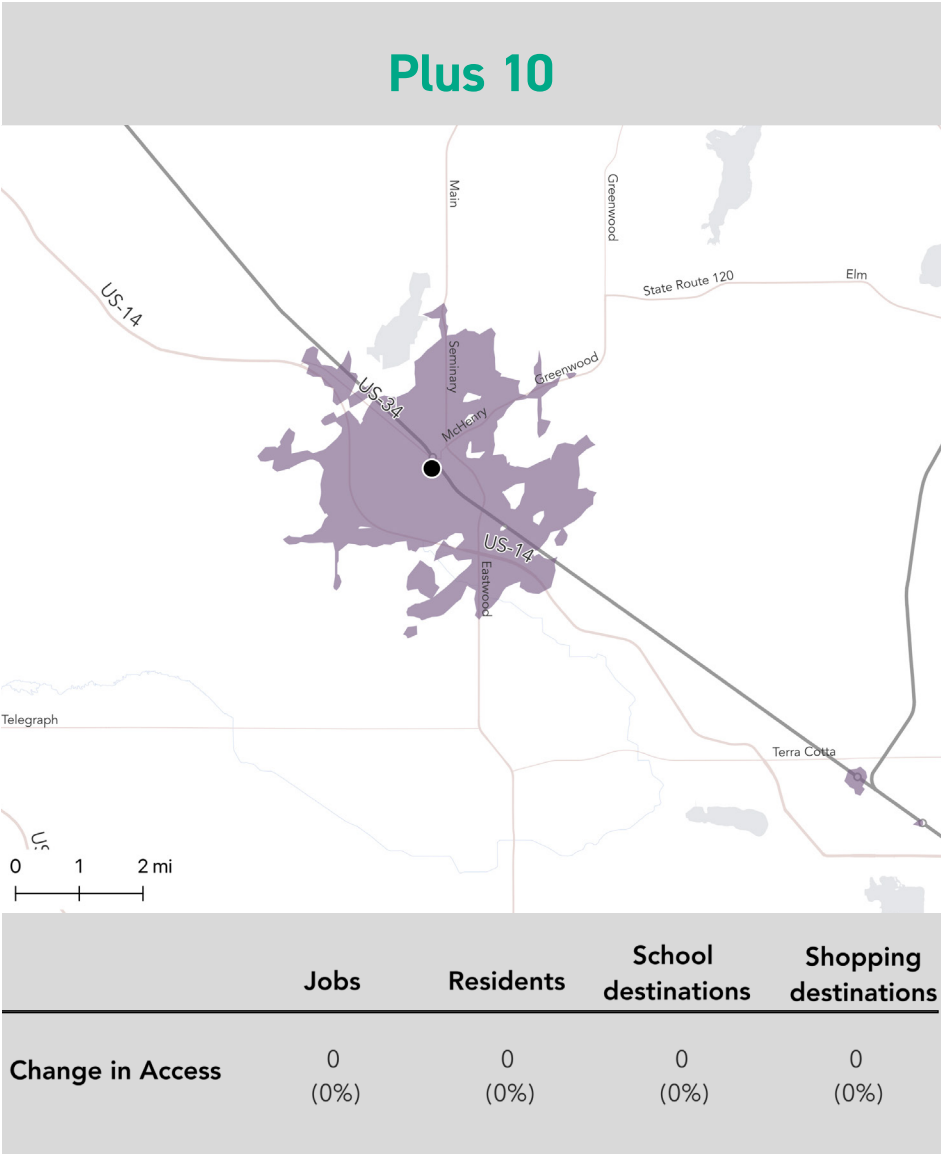 Plus 10
Main
Greenwood
State Route 120
Elm
US-14
Seminary
Greenwood
US-34
McHenry
US-14
Eastwood
Telegraph
Terra Cotta
0 1 2 mi
Jobs Residents School destinations Shopping destinations
Change in Access 0 (0%) 0 (0%) 0 (0%) 0 (0%)